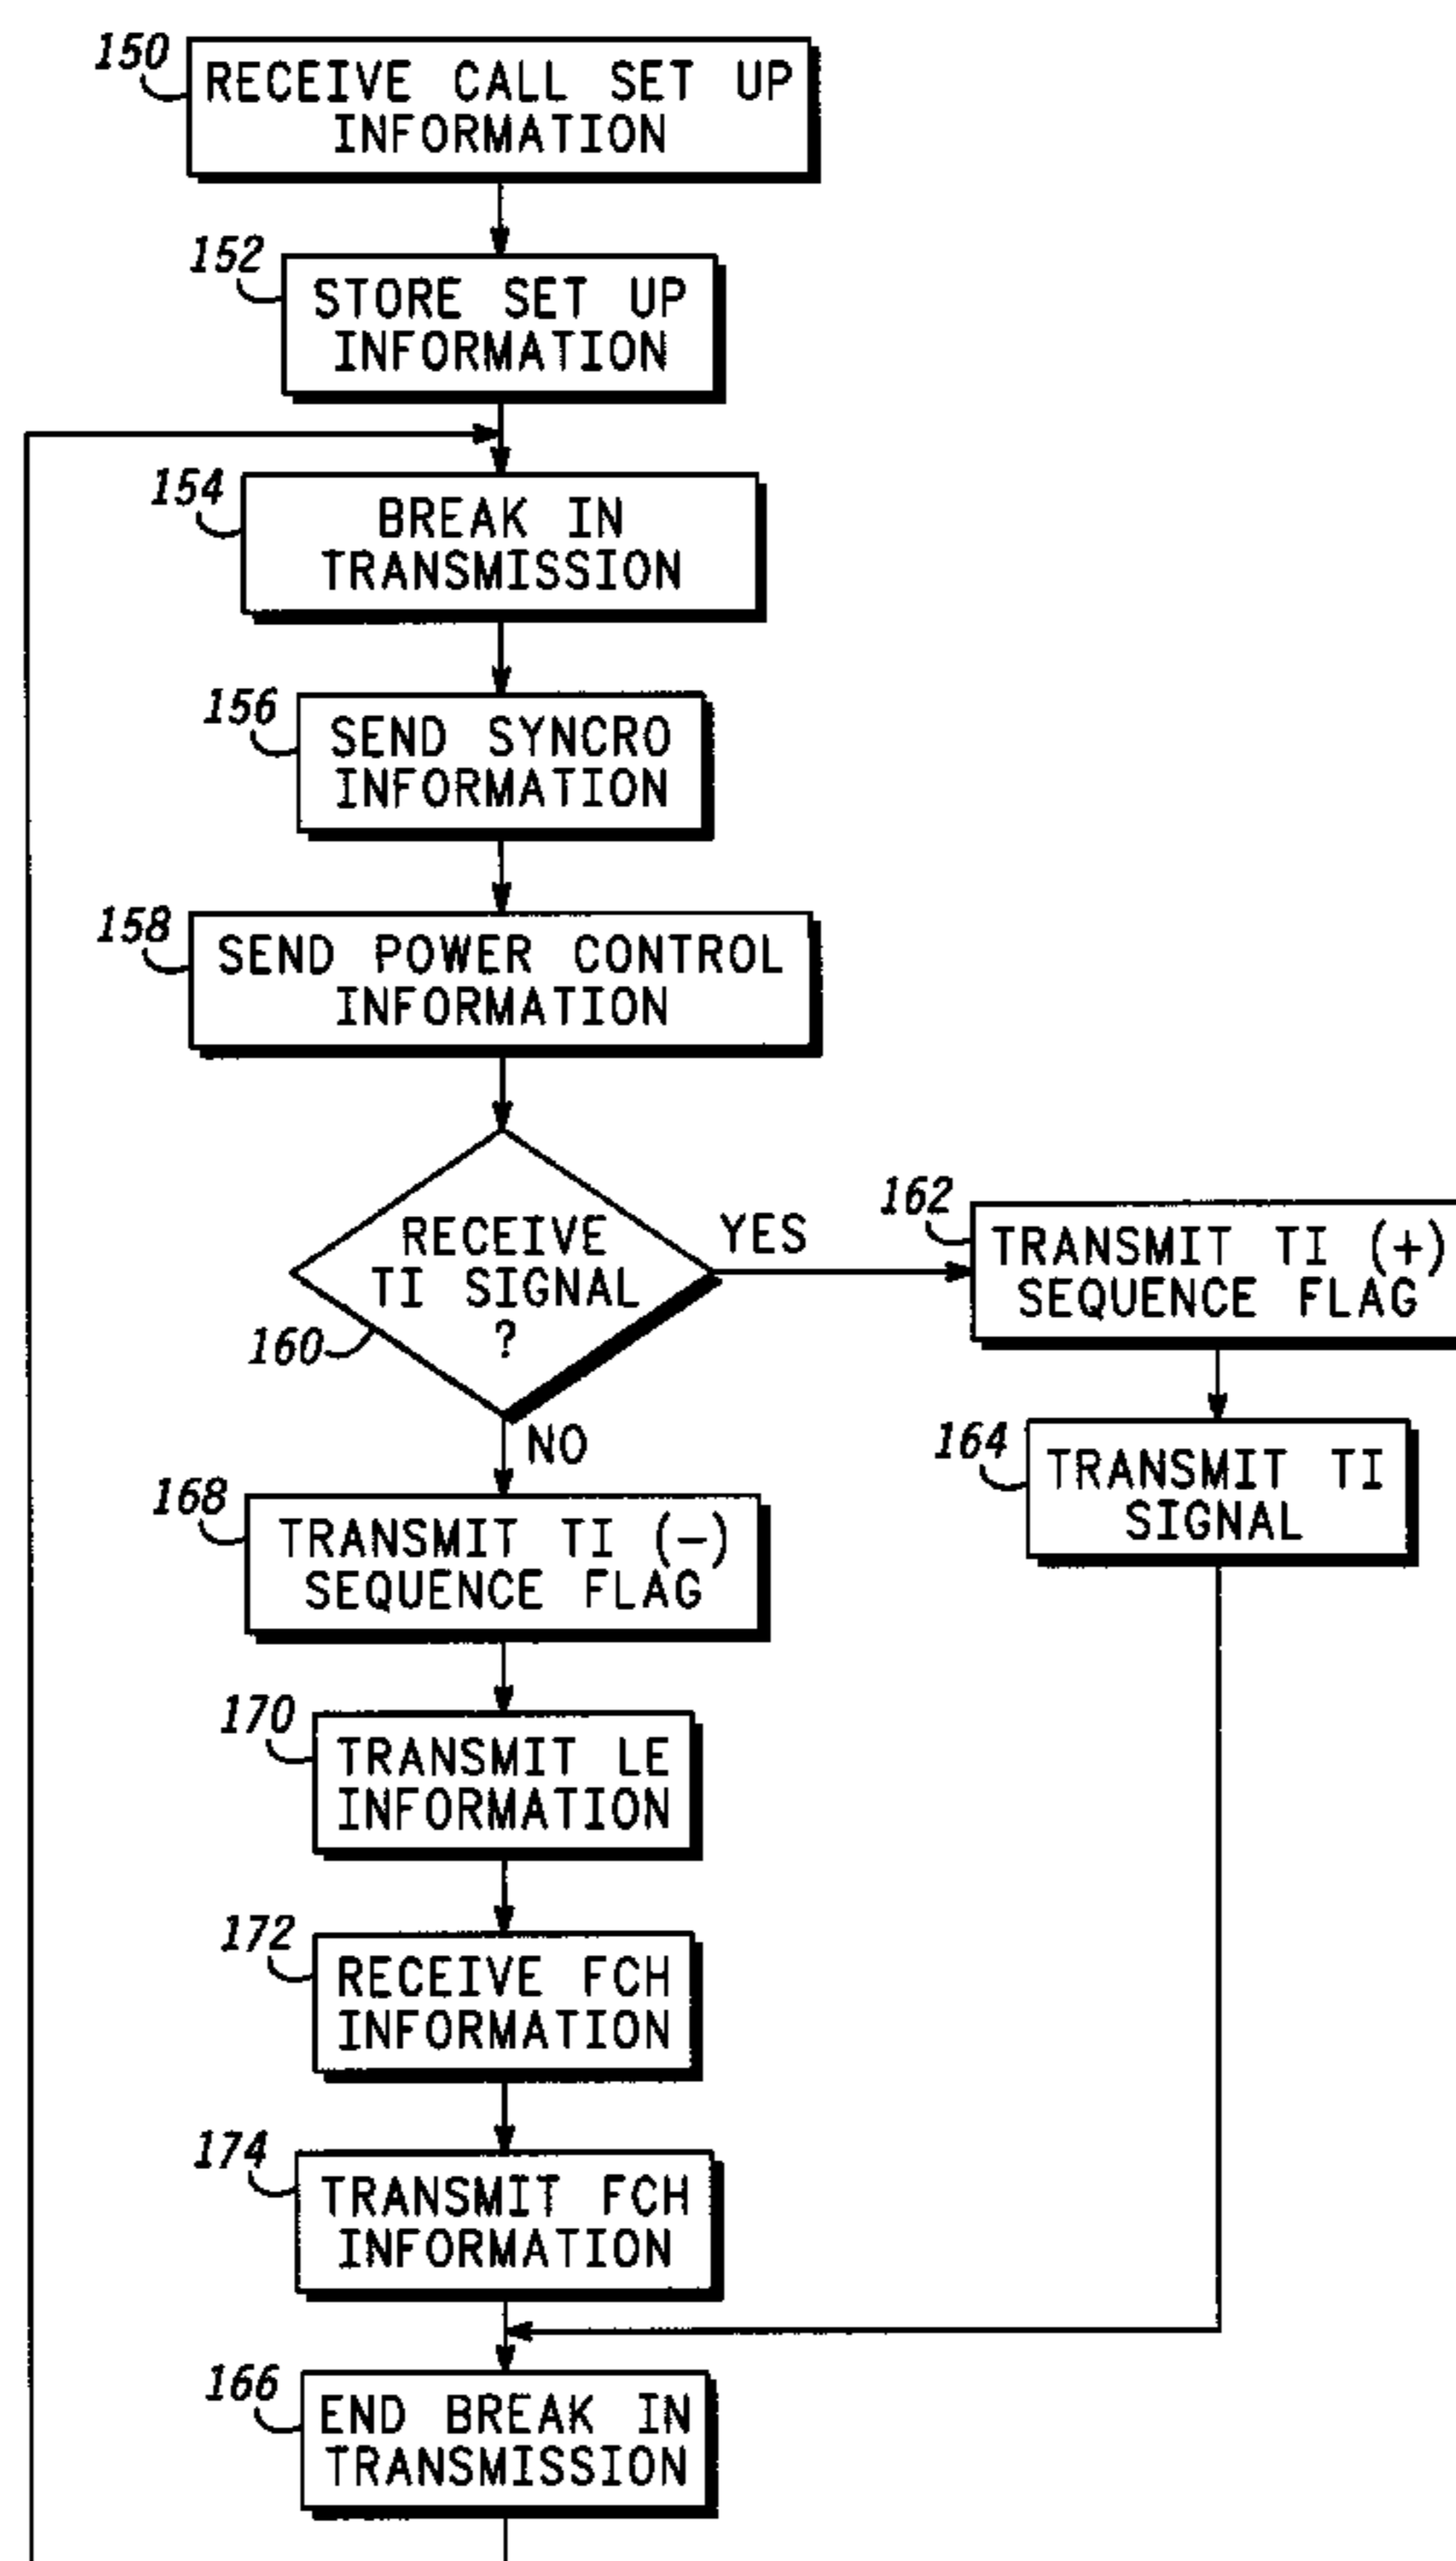 150
RECEIVE CALL SET UP
INFORMATION
152
STORE SET UP
INFORMATION
154
BREAK IN
TRANSMISSION
156
SEND SYNCRO
INFORMATION
158
SEND POWER CONTROL
INFORMATION
RECEIVE
TI SIGNAL
?
160
YES
NO
162
TRANSMIT TI (+)
SEQUENCE FLAG
164
TRANSMIT TI
SIGNAL
168
TRANSMIT TI (-)
SEQUENCE FLAG
170
TRANSMIT LE
INFORMATION
172
RECEIVE FCH
INFORMATION
174
TRANSMIT FCH
INFORMATION
166
END BREAK IN
TRANSMISSION